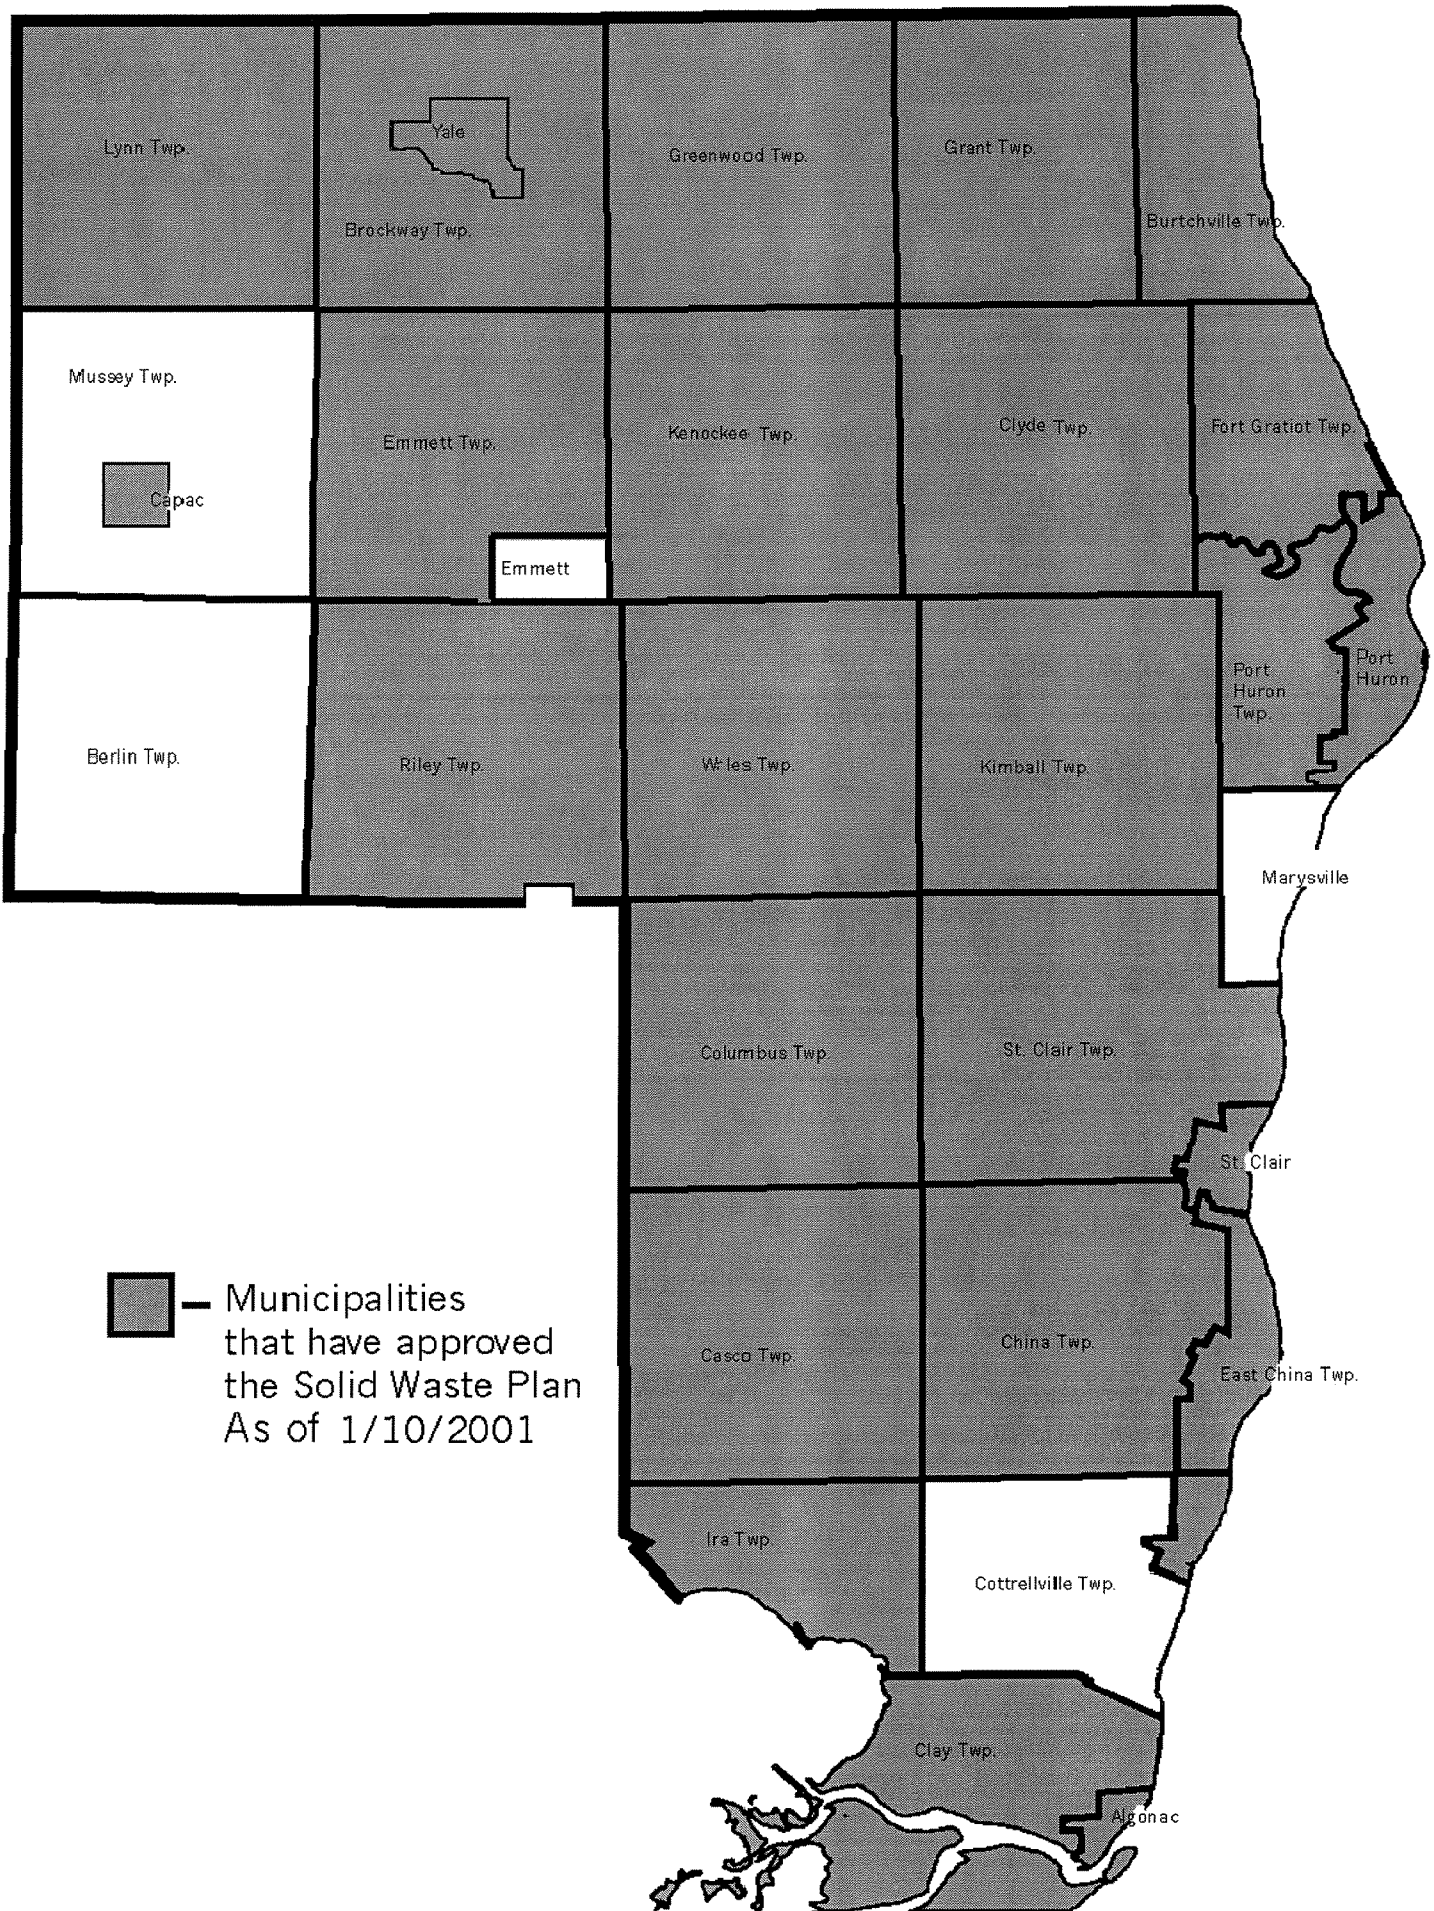 Lynn Twp.
Yale
Brockway Twp.
Greenwood Twp.
Grant Twp.
Burtchville Twp.
Mussey Twp.
Capac
Emmett Twp.
Emmett
Kenockee Twp.
Clyde Twp.
Fort Gratiot Twp.
Port
Huron
Twp.
Port
Huron
Berlin Twp.
Riley Twp.
Wales Twp.
Kimball Twp.
Marysville
Columbus Twp.
St. Clair Twp.
St. Clair
Casco Twp.
China Twp.
East China Twp.
Municipalities
that have approved
the Solid Waste Plan
As of 1/10/2001
Ira Twp.
Cottrellville Twp.
Clay Twp.
Algonac